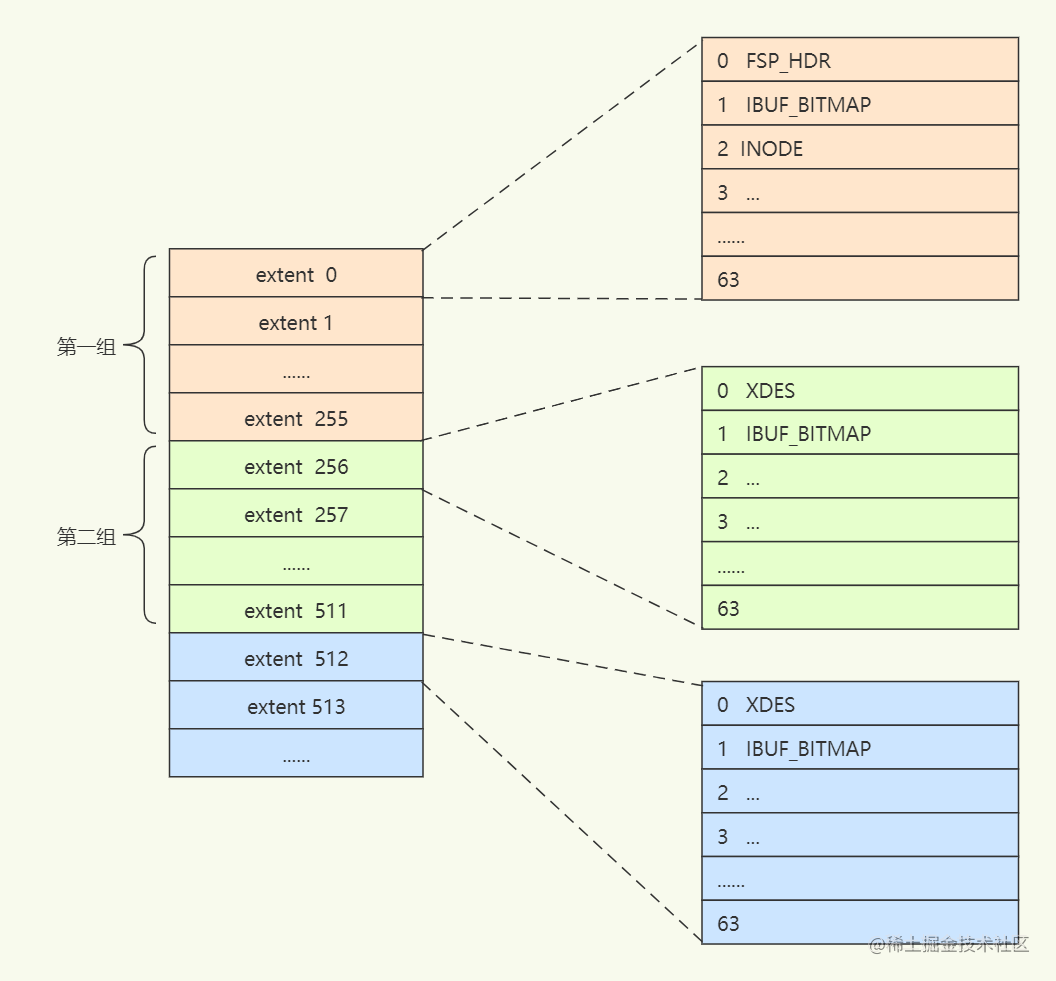 第一组
第二组
extent 0
extent 1
......
extent 255
extent 256
extent 257
......
extent 511
extent 512
extent 513
......
0 FSP_HDR
1 IBUF_BITMAP
2 INODE
3 ...
......
63
0 XDES
1 IBUF_BITMAP
2 ...
3 ...
......
63
0 XDES
1 IBUF_BITMAP
2 ...
3 ...
......
63
@稀土掘金技术社区